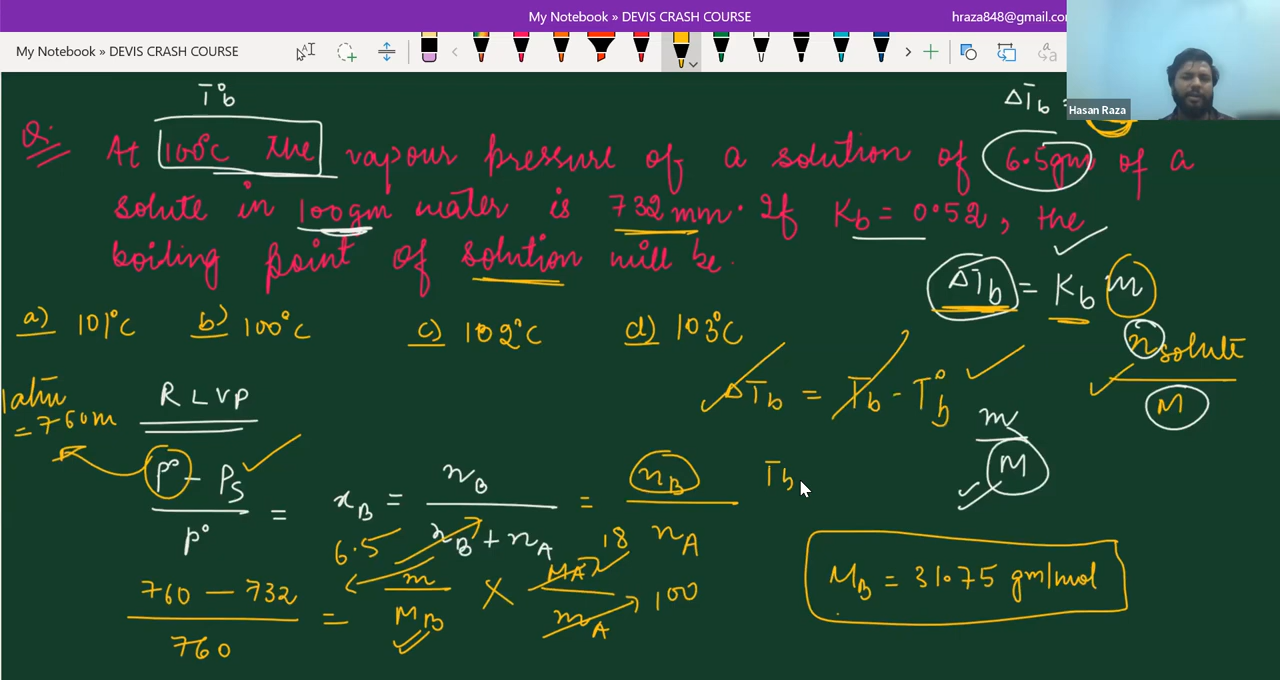 My Notebook » DEVIS CRASH COURSE
hraza848@gmail.co
My Notebook » DEVIS CRASH COURSE
Hasan Raza
T°b
ΔTb =
Q: At 100°C the vapour pressure of a solution of 6.5gm of a
solute in 100gm water is 732 mm. If Kb = 0.52, the
boiling point of solution will be.
ΔTb = Kb m
a) 101°C b) 100°C c) 102°C d) 103°C
n solute
M
1 atm
= 760m
RLVP
ΔTb = Tb - T°b
m
M
P° - Ps
P°
= xB = nB
nB + nA
= nB
nA
Tb
760 - 732
760
= 6.5
m
MB
× 18
MA
mA
100
MB = 31.75 gm/mol